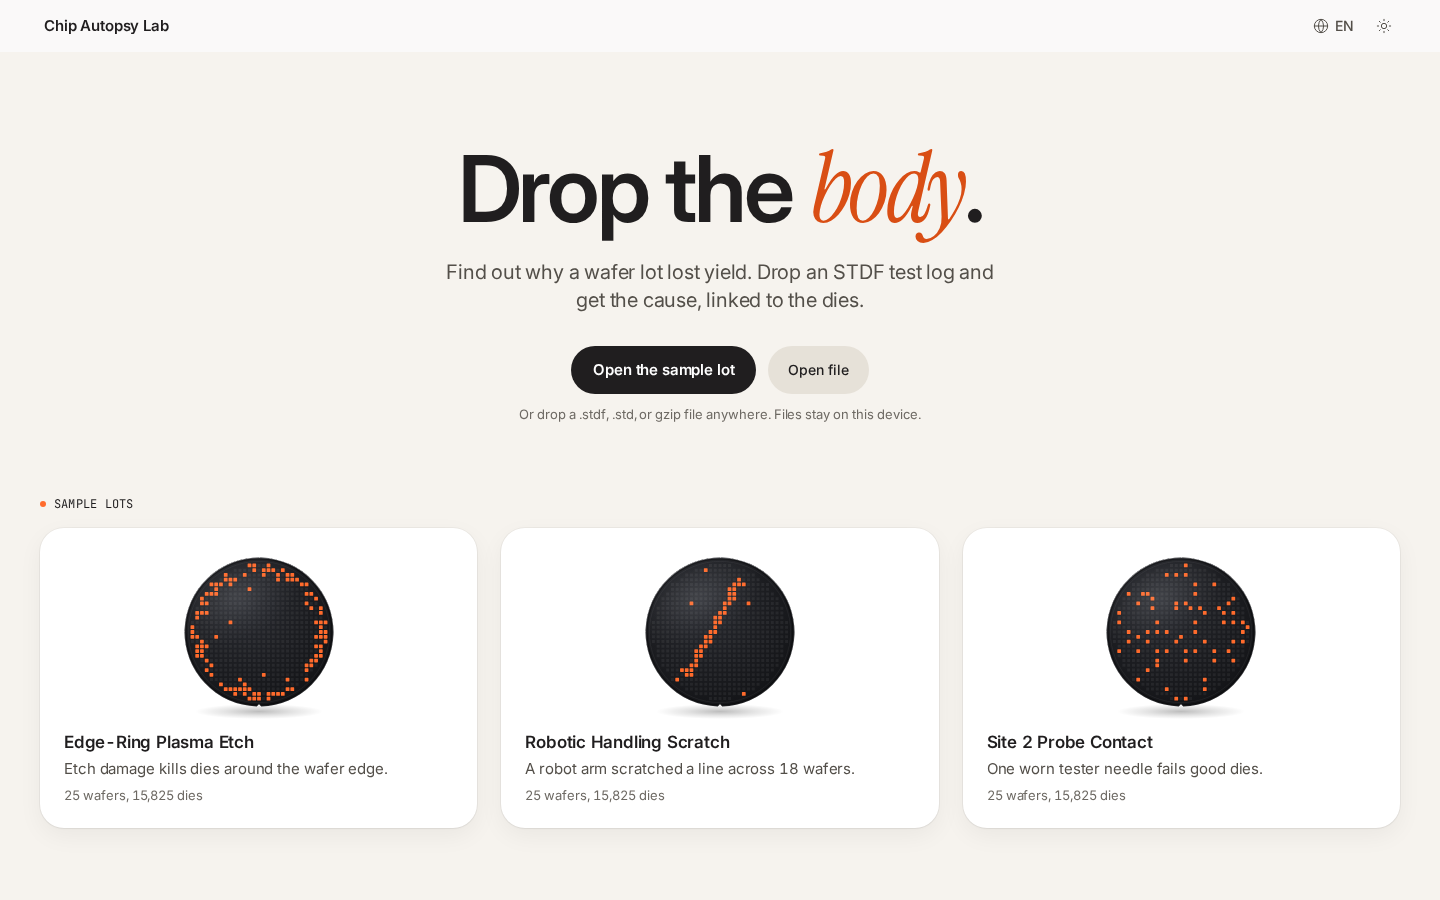 Chip Autopsy Lab
EN
Drop the body.
Find out why a wafer lot lost yield. Drop an STDF test log and
get the cause, linked to the dies.
Open the sample lot
Open file
Or drop a .stdf, .std, or gzip file anywhere. Files stay on this device.
SAMPLE LOTS
Edge-Ring Plasma Etch
Etch damage kills dies around the wafer edge.
25 wafers, 15,825 dies
Robotic Handling Scratch
A robot arm scratched a line across 18 wafers.
25 wafers, 15,825 dies
Site 2 Probe Contact
One worn tester needle fails good dies.
25 wafers, 15,825 dies